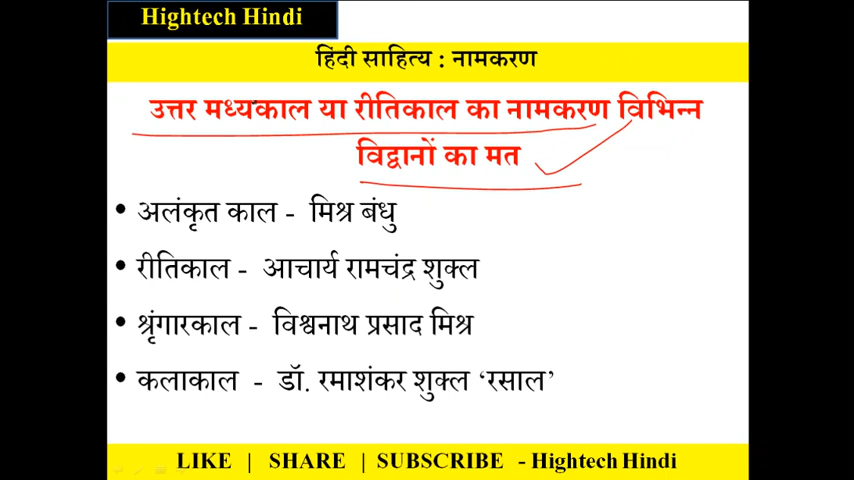 Hightech Hindi
हिंदी साहित्य : नामकरण
उत्तर मध्यकाल या रीतिकाल का नामकरण विभिन्न
विद्वानों का मत
• अलंकृत काल - मिश्र बंधु
• रीतिकाल - आचार्य रामचंद्र शुक्ल
• श्रृंगारकाल - विश्वनाथ प्रसाद मिश्र
• कलाकाल - डॉ. रमाशंकर शुक्ल ‘रसाल’
LIKE | SHARE | SUBSCRIBE - Hightech Hindi